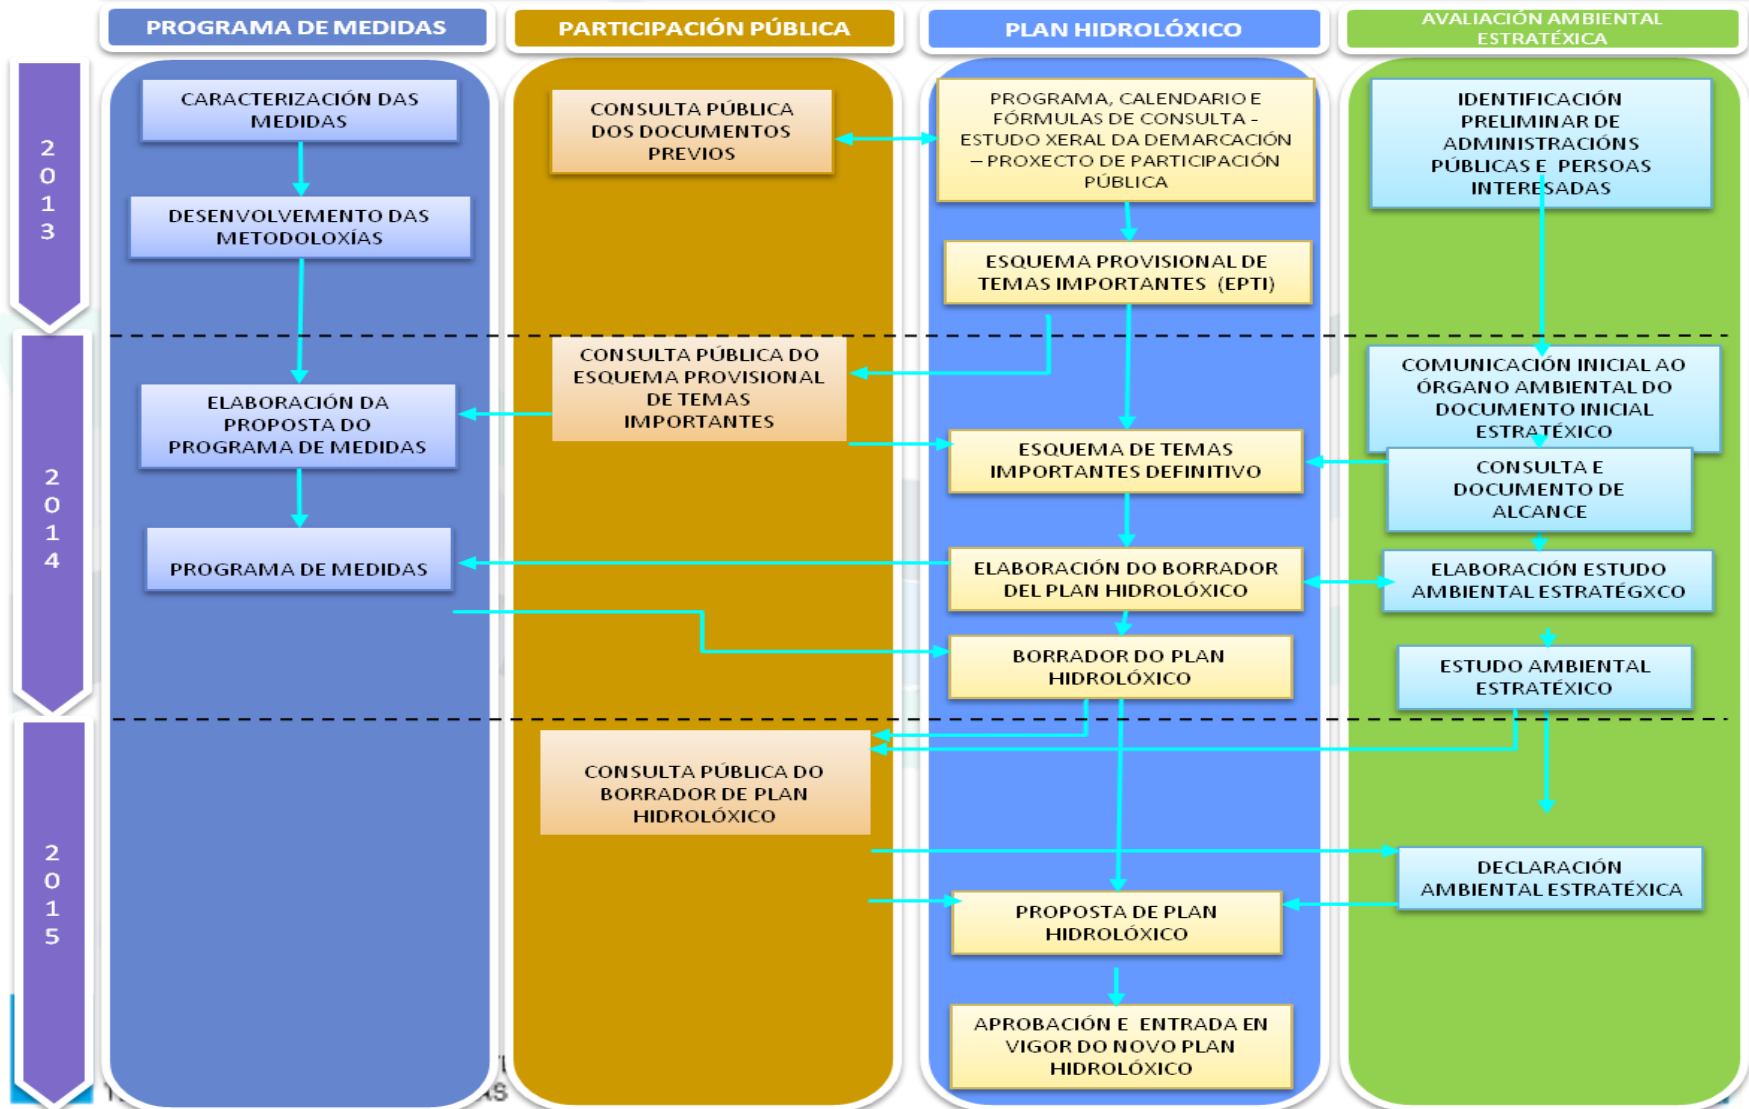 PROGRAMA DE MEDIDAS
PARTICIPACIÓN PÚBLICA
PLAN HIDROLÓXICO
AVALIACIÓN AMBIENTAL
ESTRATÉXICA
2
0
1
3
CARACTERIZACIÓN DAS
MEDIDAS
DESENVOLVEMENTO DAS
METODOLOXÍAS
CONSULTA PÚBLICA
DOS DOCUMENTOS
PREVIOS
PROGRAMA, CALENDARIO E
FÓRMULAS DE CONSULTA -
ESTUDO XERAL DA DEMARCACIÓN
– PROXECTO DE PARTICIPACIÓN
PÚBLICA
ESQUEMA PROVISIONAL DE
TEMAS IMPORTANTES (EPTI)
IDENTIFICACIÓN
PRELIMINAR DE
ADMINISTRACIÓNS
PÚBLICAS E PERSOAS
INTERESADAS
2
0
1
4
ELABORACIÓN DA
PROPOSTA DO
PROGRAMA DE MEDIDAS
PROGRAMA DE MEDIDAS
CONSULTA PÚBLICA DO
ESQUEMA PROVISIONAL
DE TEMAS
IMPORTANTES
ESQUEMA DE TEMAS
IMPORTANTES DEFINITIVO
ELABORACIÓN DO BORRADOR
DEL PLAN HIDROLÓXICO
BORRADOR DO PLAN
HIDROLÓXICO
COMUNICACIÓN INICIAL AO
ÓRGANO AMBIENTAL DO
DOCUMENTO INICIAL
ESTRATÉXICO
CONSULTA E
DOCUMENTO DE
ALCANCE
ELABORACIÓN ESTUDO
AMBIENTAL ESTRATÉGXCO
ESTUDO AMBIENTAL
ESTRATÉXICO
2
0
1
5
CONSULTA PÚBLICA DO
BORRADOR DE PLAN
HIDROLÓXICO
PROPOSTA DE PLAN
HIDROLÓXICO
APROBACIÓN E ENTRADA EN
VIGOR DO NOVO PLAN
HIDROLÓXICO
DECLARACIÓN
AMBIENTAL ESTRATÉXICA